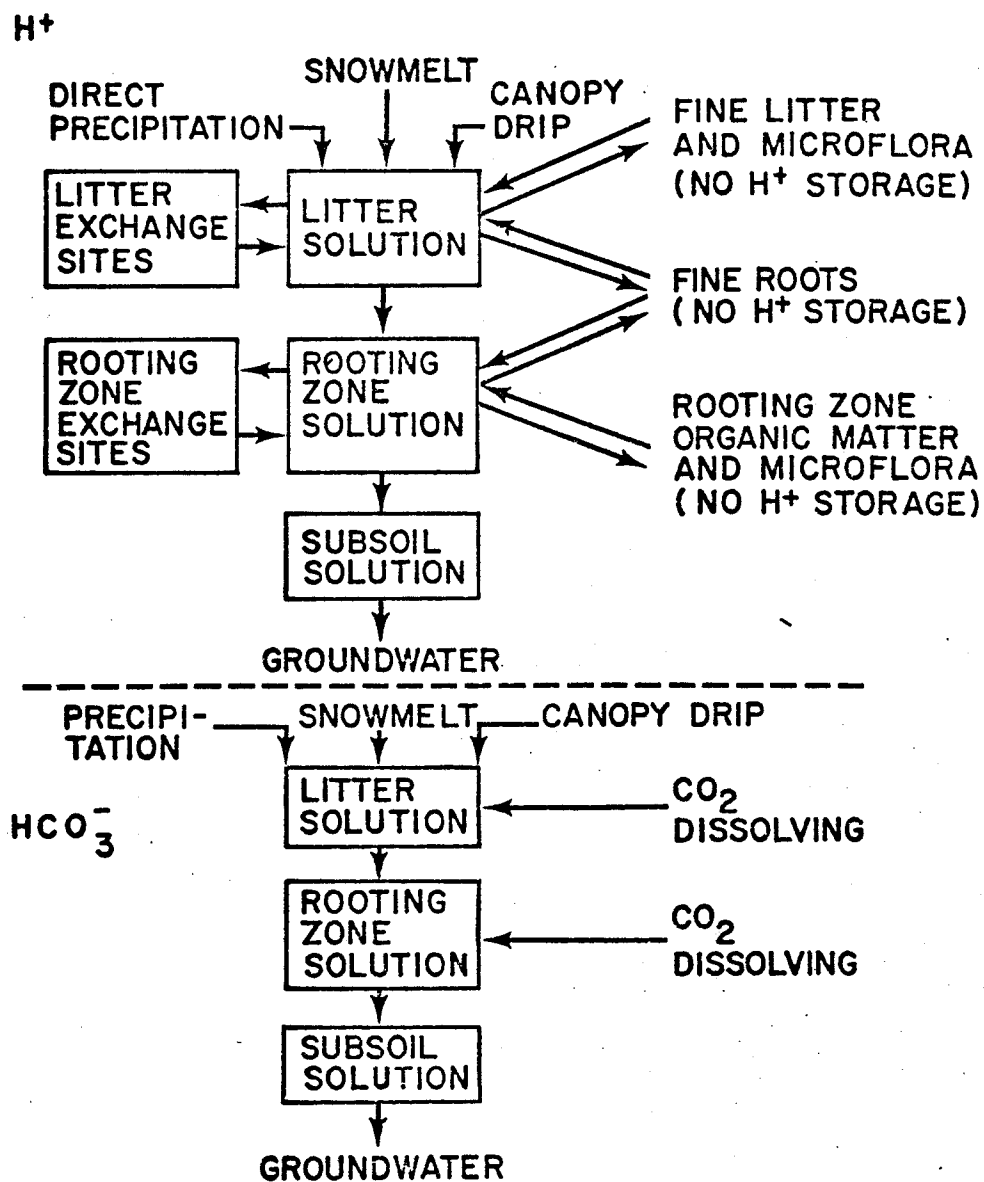 H+
SNOWMELT
DIRECT
PRECIPITATION
CANOPY
DRIP
FINE LITTER
AND MICROFLORA
(NO H+ STORAGE)
LITTER
EXCHANGE
SITES
LITTER
SOLUTION
FINE ROOTS
(NO H+ STORAGE)
ROOTING
ZONE
EXCHANGE
SITES
ROOTING
ZONE
SOLUTION
ROOTING ZONE
ORGANIC MATTER
AND MICROFLORA
(NO H+ STORAGE)
SUBSOIL
SOLUTION
GROUNDWATER
PRECIPI-
TATION
SNOWMELT
CANOPY DRIP
HCO3-
LITTER
SOLUTION
CO2
DISSOLVING
ROOTING
ZONE
SOLUTION
CO2
DISSOLVING
SUBSOIL
SOLUTION
GROUNDWATER